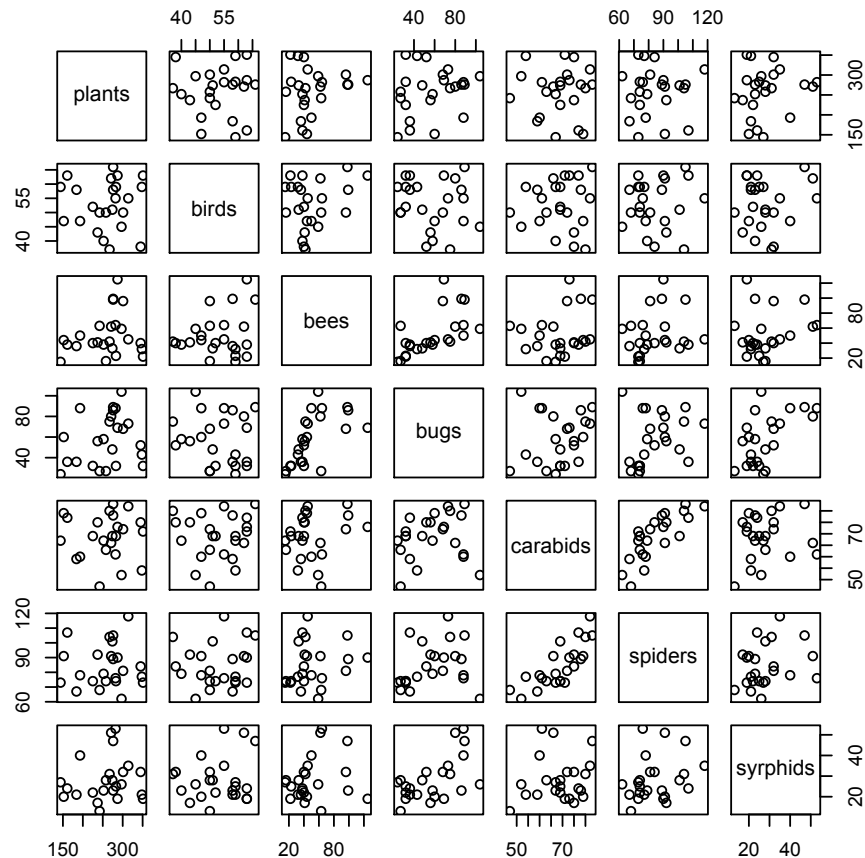 40 55 40 80 60 90 120
plants 150 300
40 55 birds
bees 20 80
40 80 bugs
carabids 50 70
60 90 120 spiders
syrphids 20 40
150 300 20 80 50 70 20 40